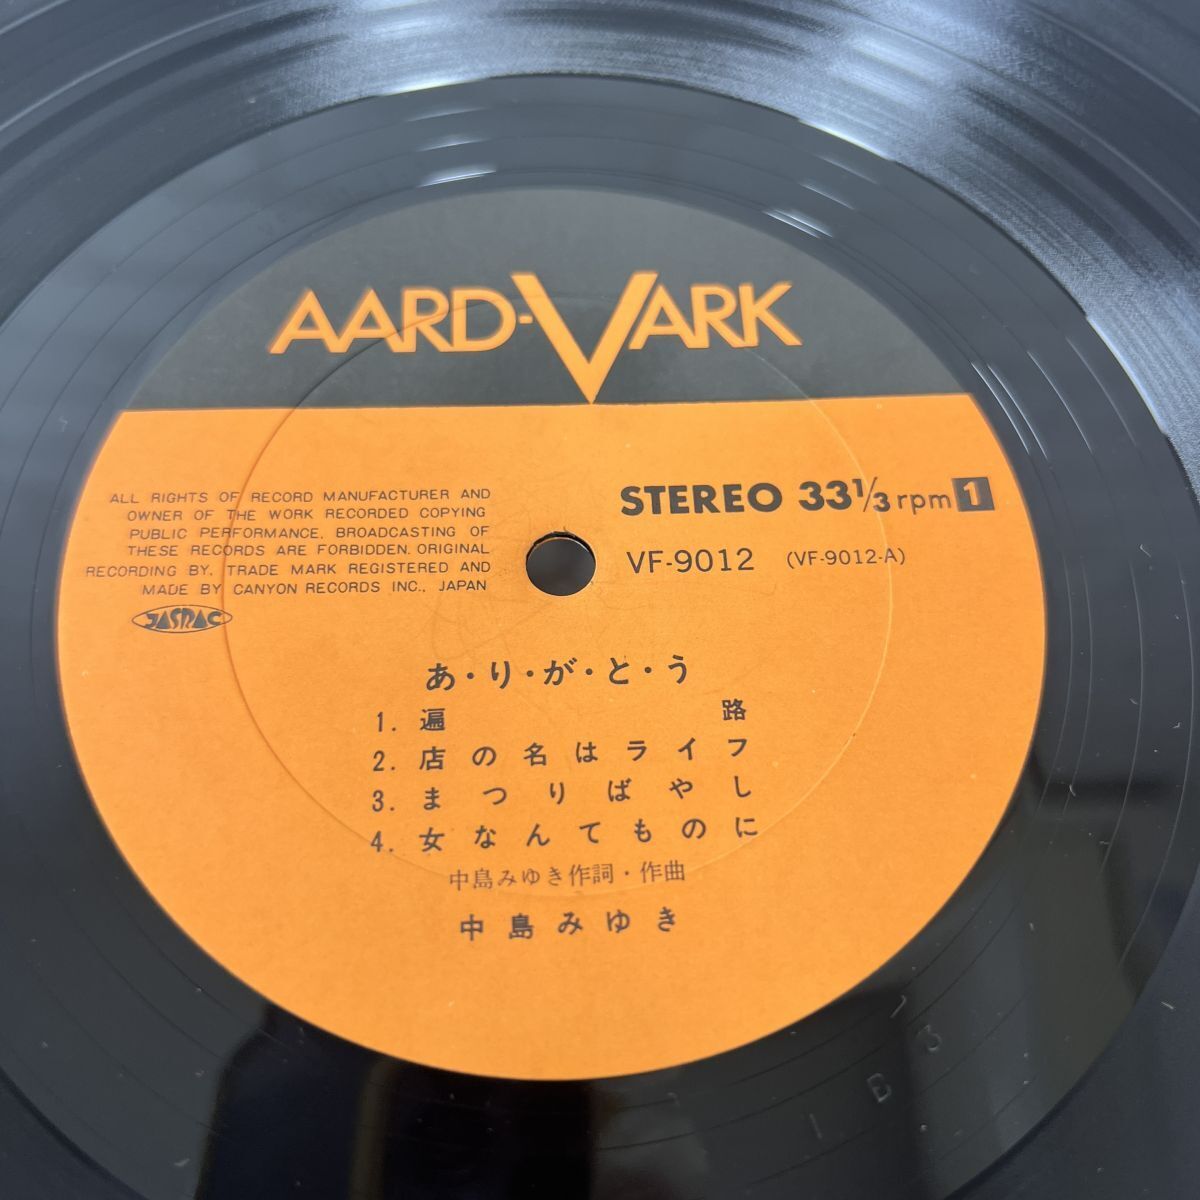 AARD-VARK
ALL RIGHTS OF RECORD MANUFACTURER AND
OWNER OF THE WORK RECORDED COPYING
PUBLIC PERFORMANCE, BROADCASTING OF
THESE RECORDS ARE FORBIDDEN. ORIGINAL
RECORDING BY, TRADE MARK REGISTERED AND
MADE BY CANYON RECORDS INC., JAPAN
JASRAC
STEREO 33 1/3 rpm 1
VF-9012 (VF-9012-A)
あ・り・が・と・う
1. 遍路
2. 店の名はライフ
3. まつりばやし
4. 女なんてものに
中島みゆき作詞・作曲
中島みゆき
1 B 3